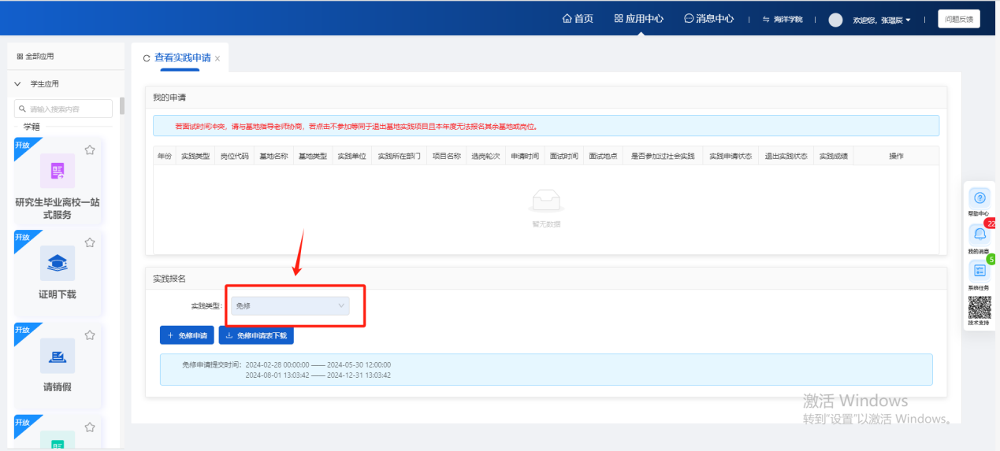 首页 应用中心 消息中心 海洋学院 欢迎您，张璟辰 问题反馈
全部应用
学生应用
请输入搜索内容
学籍
开放
研究生毕业离校一站
式服务
开放
证明下载
开放
请销假
开放
查看实践申请
我的申请
若面试时间冲突，请与基地指导老师协商，若点击不参加等同于退出基地实践项目且本年度无法报名其余基地或岗位。
年份 实践类型 岗位代码 基地名称 基地类型 实践单位 实践所在部门 项目名称 选岗轮次 申请时间 面试时间 面试地点 是否参加过社会实践 实践申请状态 退出实践状态 实践成绩 操作
暂无数据
实践报名
实践类型： 免修
免修申请 免修申请表下载
免修申请提交时间： 2024-02-28 00:00:00 —— 2024-05-30 12:00:00
2024-08-01 13:03:42 —— 2024-12-31 13:03:42
帮助中心
22
我的消息
5
系统任务
技术支持
激活 Windows
转到"设置"以激活 Windows。